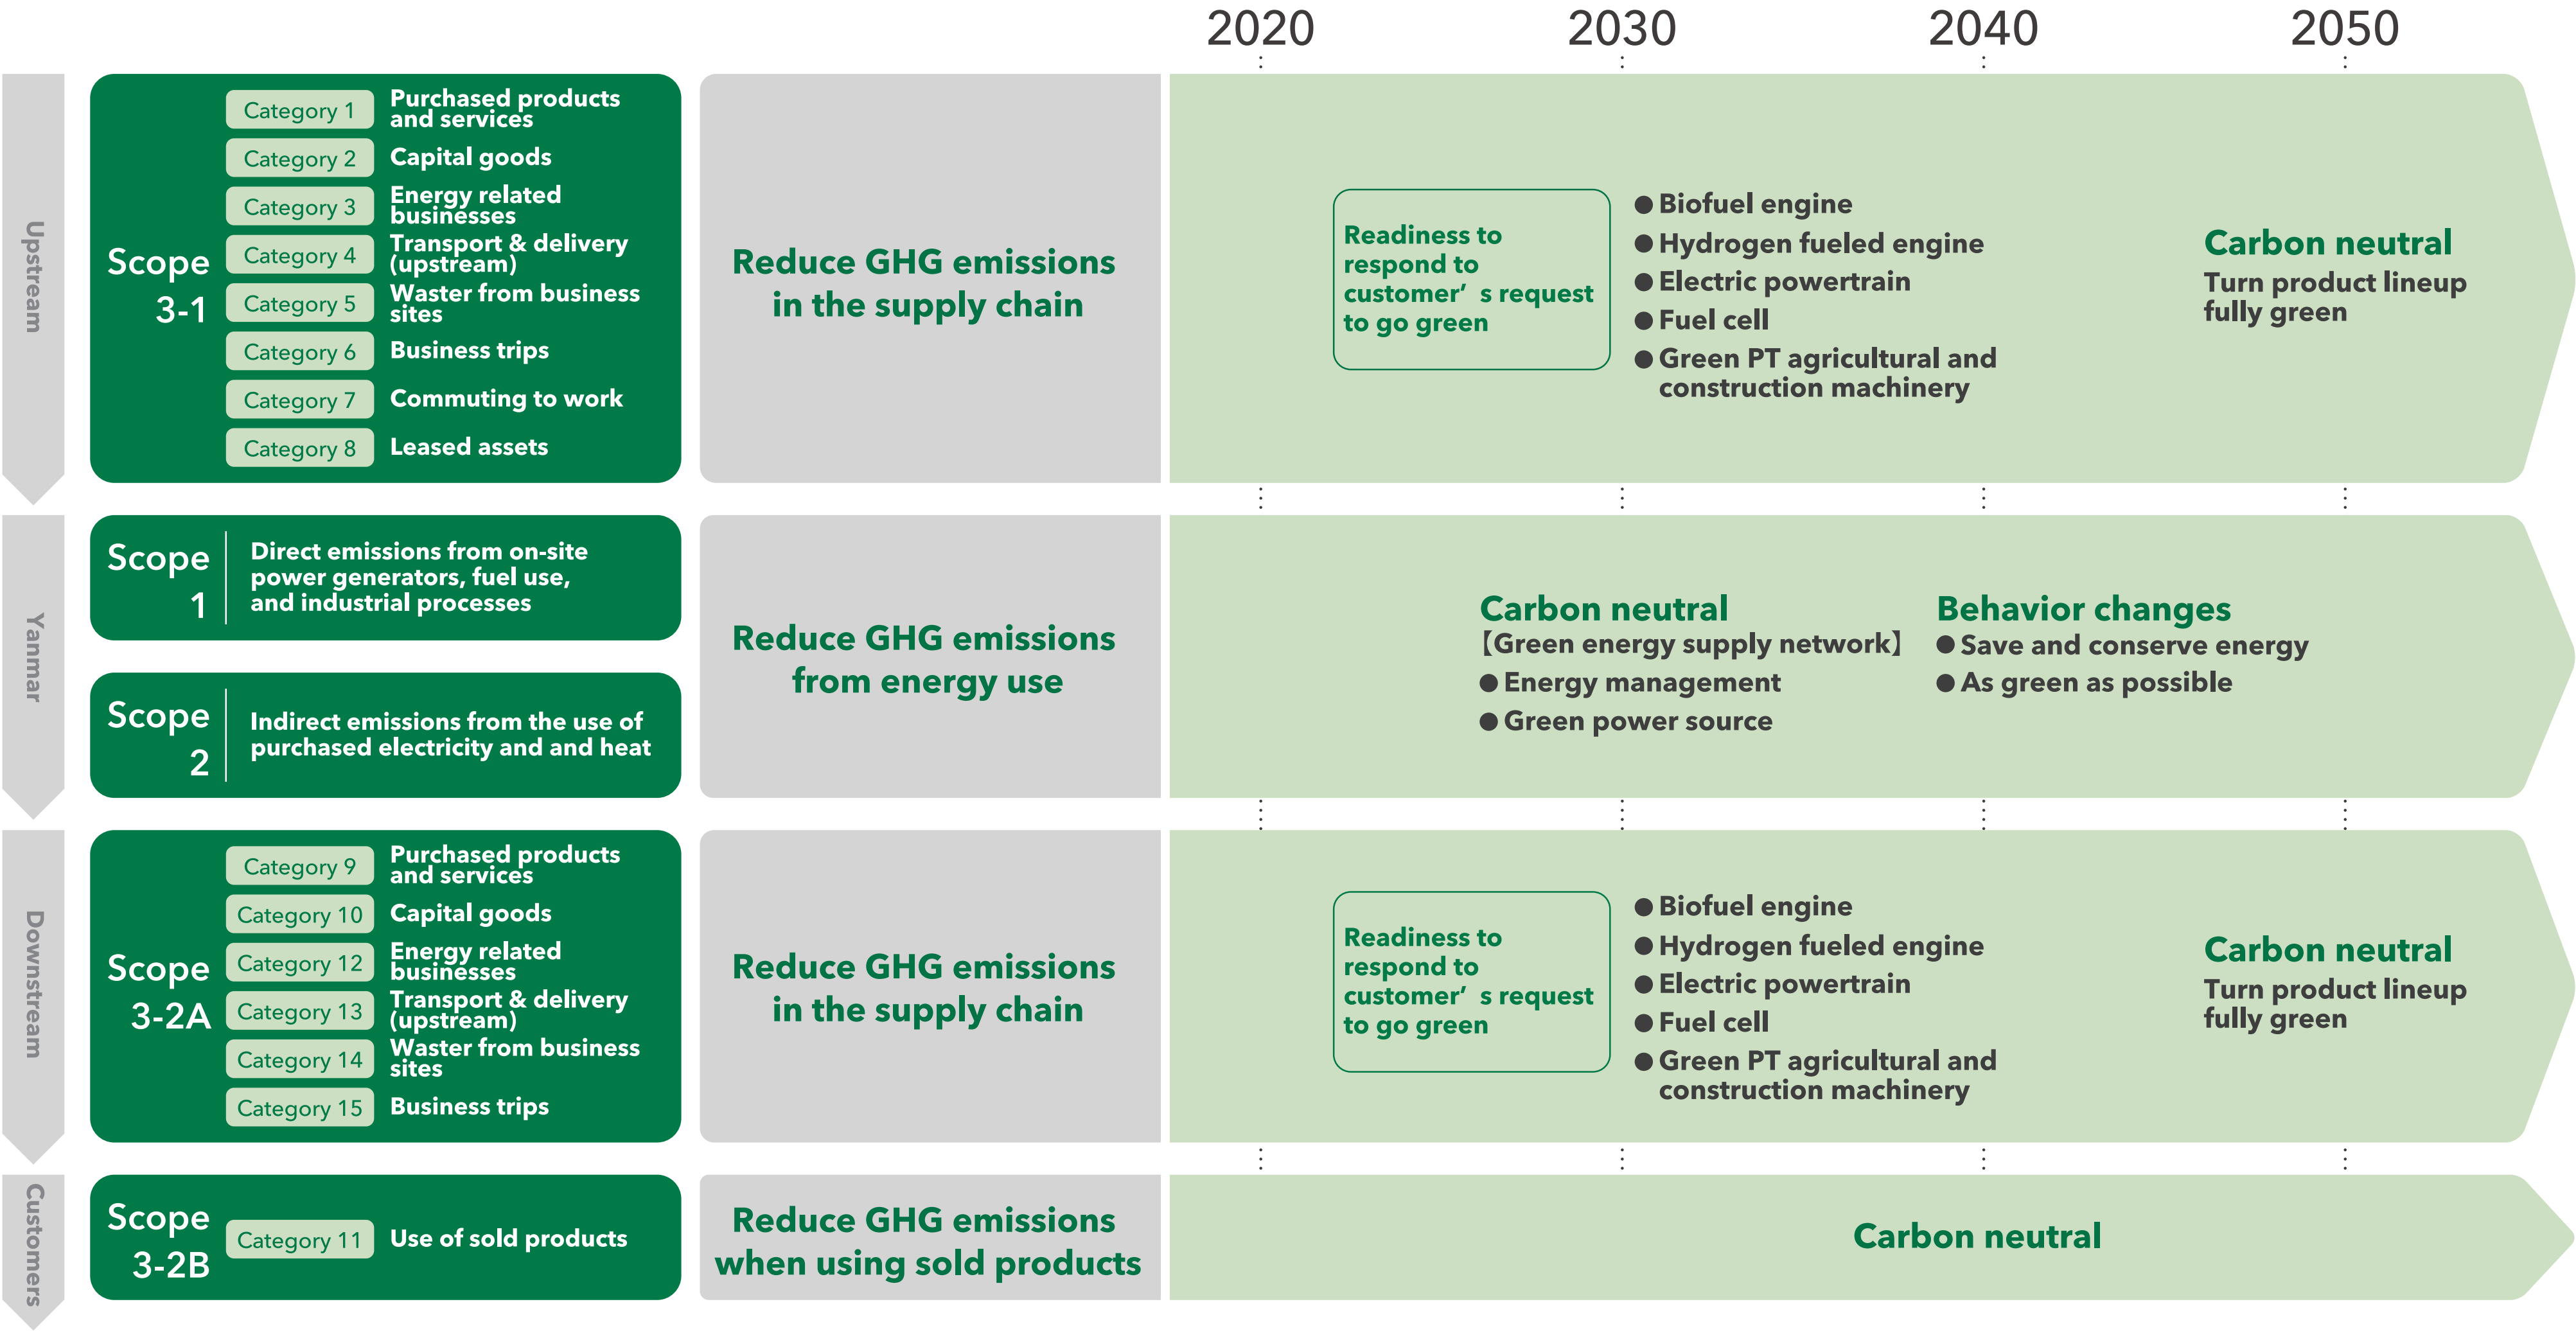 2020
2030
2040
2050
Upstream
Scope
3-1
Category 1
Purchased products
and services
Category 2
Capital goods
Category 3
Energy related
businesses
Category 4
Transport & delivery
(upstream)
Category 5
Waster from business
sites
Category 6
Business trips
Category 7
Commuting to work
Category 8
Leased assets
Reduce GHG emissions
in the supply chain
Readiness to
respond to
customer’ s request
to go green
● Biofuel engine
● Hydrogen fueled engine
● Electric powertrain
● Fuel cell
● Green PT agricultural and
construction machinery
Carbon neutral
Turn product lineup
fully green
Yanmar
Scope
1
Direct emissions from on-site
power generators, fuel use,
and industrial processes
Scope
2
Indirect emissions from the use of
purchased electricity and and heat
Reduce GHG emissions
from energy use
Carbon neutral
【Green energy supply network】
● Energy management
● Green power source
Behavior changes
● Save and conserve energy
● As green as possible
Downstream
Scope
3-2A
Category 9
Purchased products
and services
Category 10
Capital goods
Category 12
Energy related
businesses
Category 13
Transport & delivery
(upstream)
Category 14
Waster from business
sites
Category 15
Business trips
Reduce GHG emissions
in the supply chain
Readiness to
respond to
customer’ s request
to go green
● Biofuel engine
● Hydrogen fueled engine
● Electric powertrain
● Fuel cell
● Green PT agricultural and
construction machinery
Carbon neutral
Turn product lineup
fully green
Customers
Scope
3-2B
Category 11
Use of sold products
Reduce GHG emissions
when using sold products
Carbon neutral